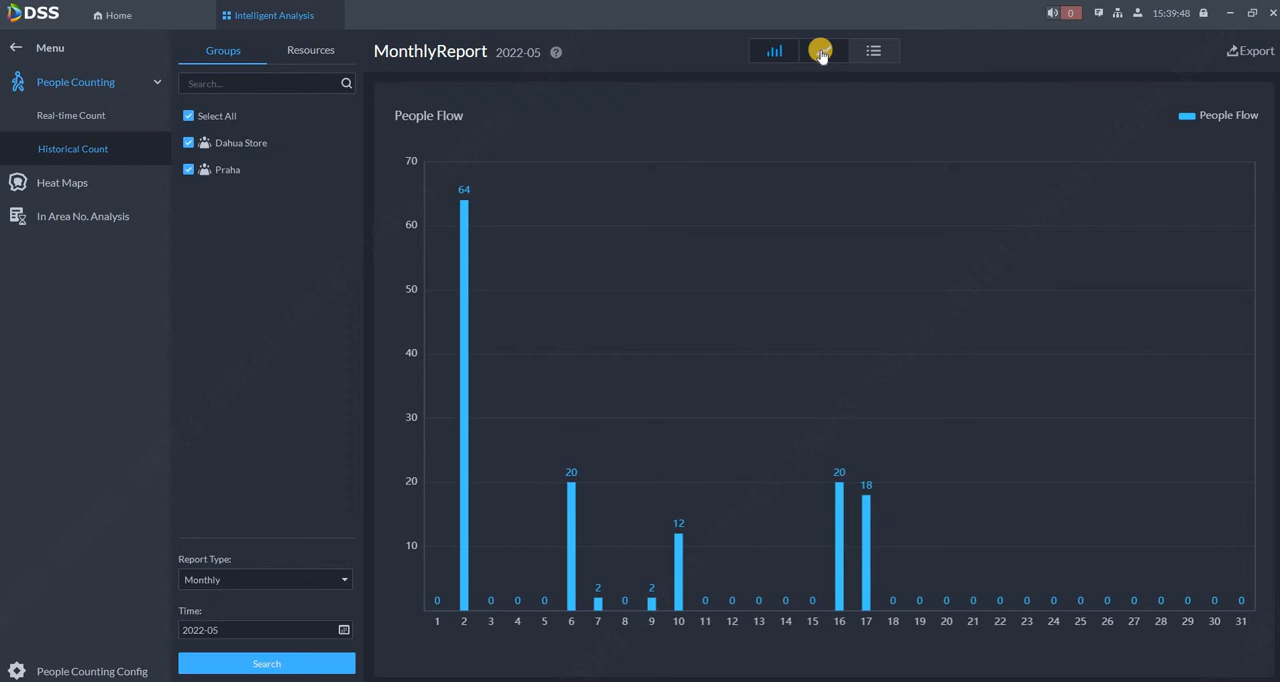 DSS
Home
Intelligent Analysis
0
15:39:48
Menu
People Counting
Real-time Count
Historical Count
Heat Maps
In Area No. Analysis
People Counting Config
Groups
Resources
Search...
Select All
Dahua Store
Praha
Report Type:
Monthly
Time:
2022-05
Search
MonthlyReport 2022-05 ?
Export
People Flow
People Flow
70
60
50
40
30
20
10
0 64 0 0 0 20 2 0 2 12 0 0 0 0 0 20 18 0 0 0 0 0 0 0 0 0 0 0 0 0 0
1 2 3 4 5 6 7 8 9 10 11 12 13 14 15 16 17 18 19 20 21 22 23 24 25 26 27 28 29 30 31